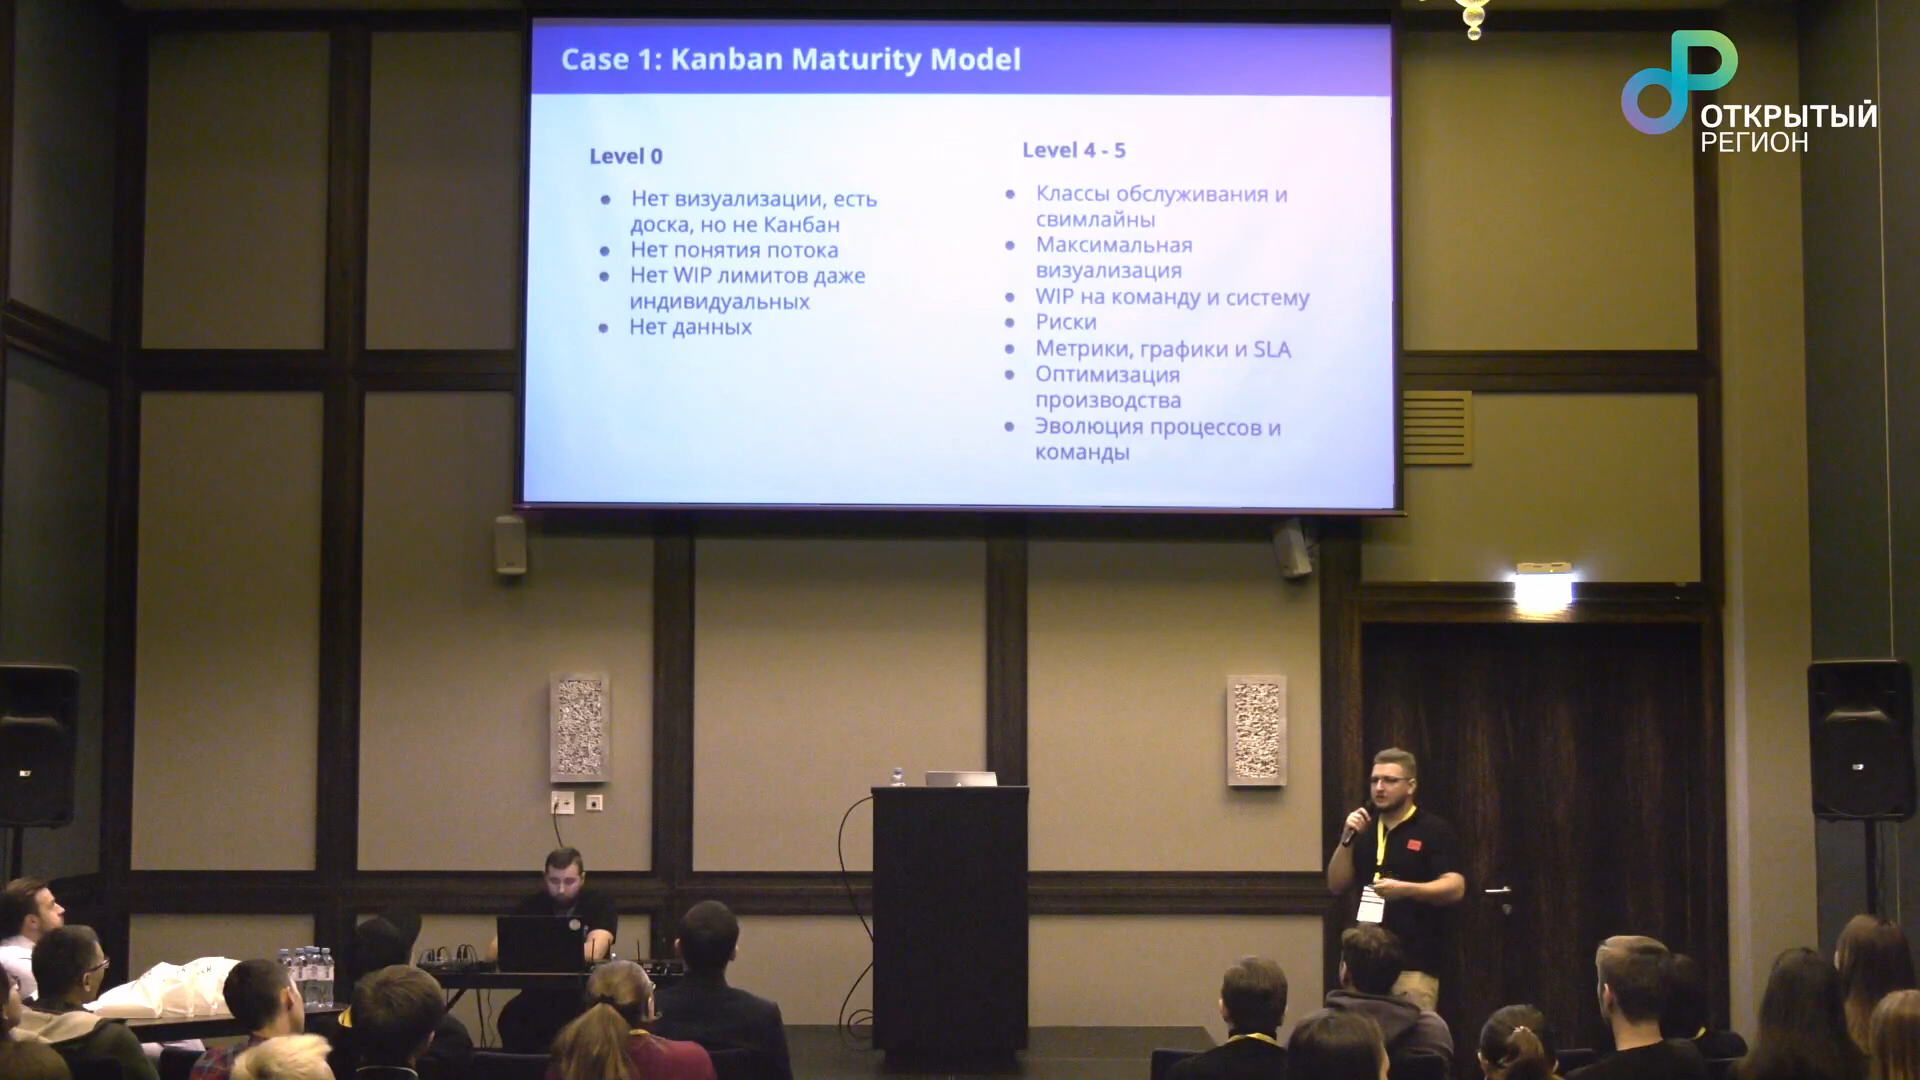 Case 1: Kanban Maturity Model
Level 0
Нет визуализации, есть
доска, но не Канбан
Нет понятия потока
Нет WIP лимитов даже
индивидуальных
Нет данных
Level 4 - 5
Классы обслуживания и
свимлайны
Максимальная
визуализация
WIP на команду и систему
Риски
Метрики, графики и SLA
Оптимизация
производства
Эволюция процессов и
команды
ОТКРЫТЫЙ
РЕГИОН